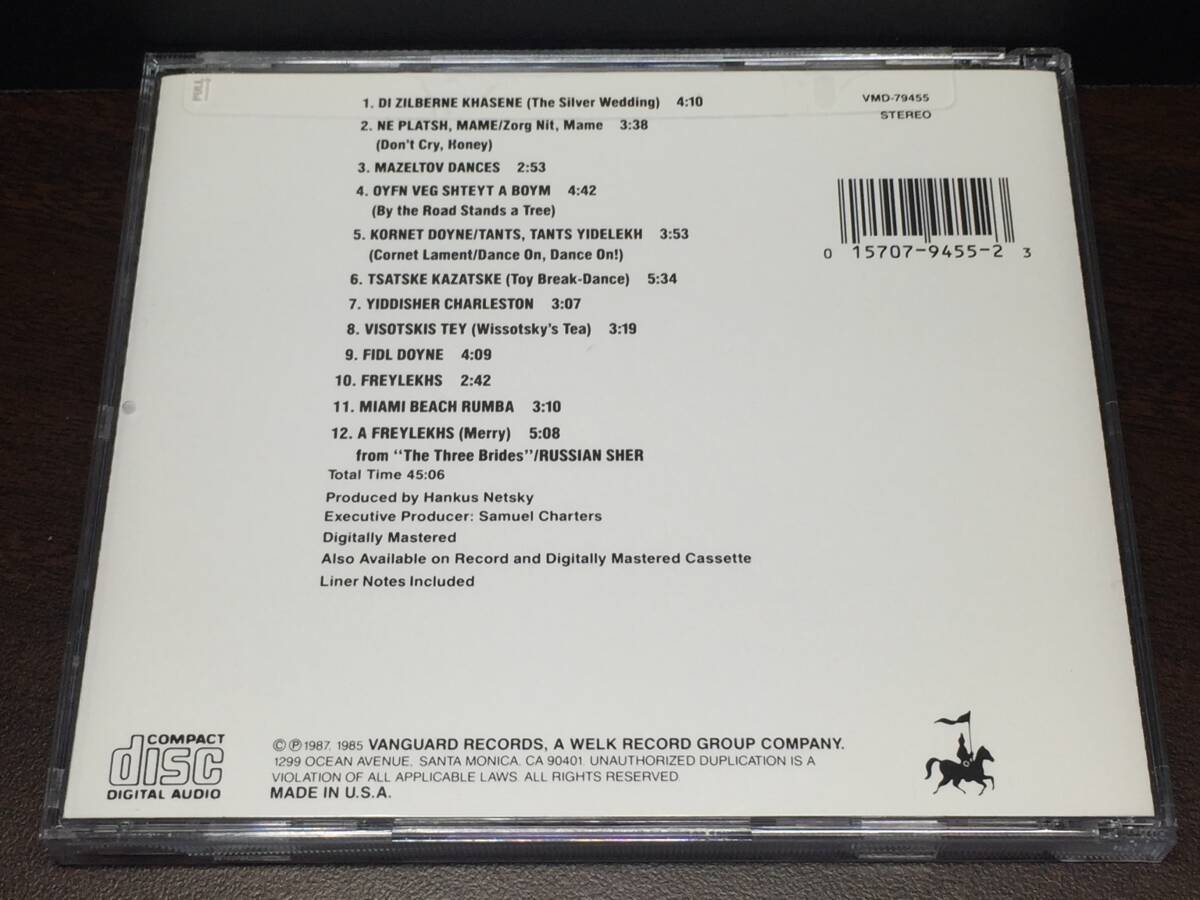 PULL
1. DI ZILBERNE KHASENE (The Silver Wedding) 4:10
2. NE PLATSH, MAME/Zorg Nit, Mame 3:38
(Don't Cry, Honey)
3. MAZELTOV DANCES 2:53
4. OYFN VEG SHTEYT A BOYM 4:42
(By the Road Stands a Tree)
5. KORNET DOYNE/TANTS, TANTS YIDELEKH 3:53
(Cornet Lament/Dance On, Dance On!)
6. TSATSKE KAZATSKE (Toy Break-Dance) 5:34
7. YIDDISHER CHARLESTON 3:07
8. VISOTSKIS TEY (Wissotsky's Tea) 3:19
9. FIDL DOYNE 4:09
10. FREYLEKHS 2:42
11. MIAMI BEACH RUMBA 3:10
12. A FREYLEKHS (Merry) 5:08
from "The Three Brides"/RUSSIAN SHER
Total Time 45:06
Produced by Hankus Netsky
Executive Producer: Samuel Charters
Digitally Mastered
Also Available on Record and Digitally Mastered Cassette
Liner Notes Included
VMD-79455
STEREO
0 15707-9455-2 3
COMPACT
disc
DIGITAL AUDIO
©℗1987, 1985 VANGUARD RECORDS, A WELK RECORD GROUP COMPANY.
1299 OCEAN AVENUE, SANTA MONICA, CA 90401. UNAUTHORIZED DUPLICATION IS A
VIOLATION OF ALL APPLICABLE LAWS. ALL RIGHTS RESERVED.
MADE IN U.S.A.